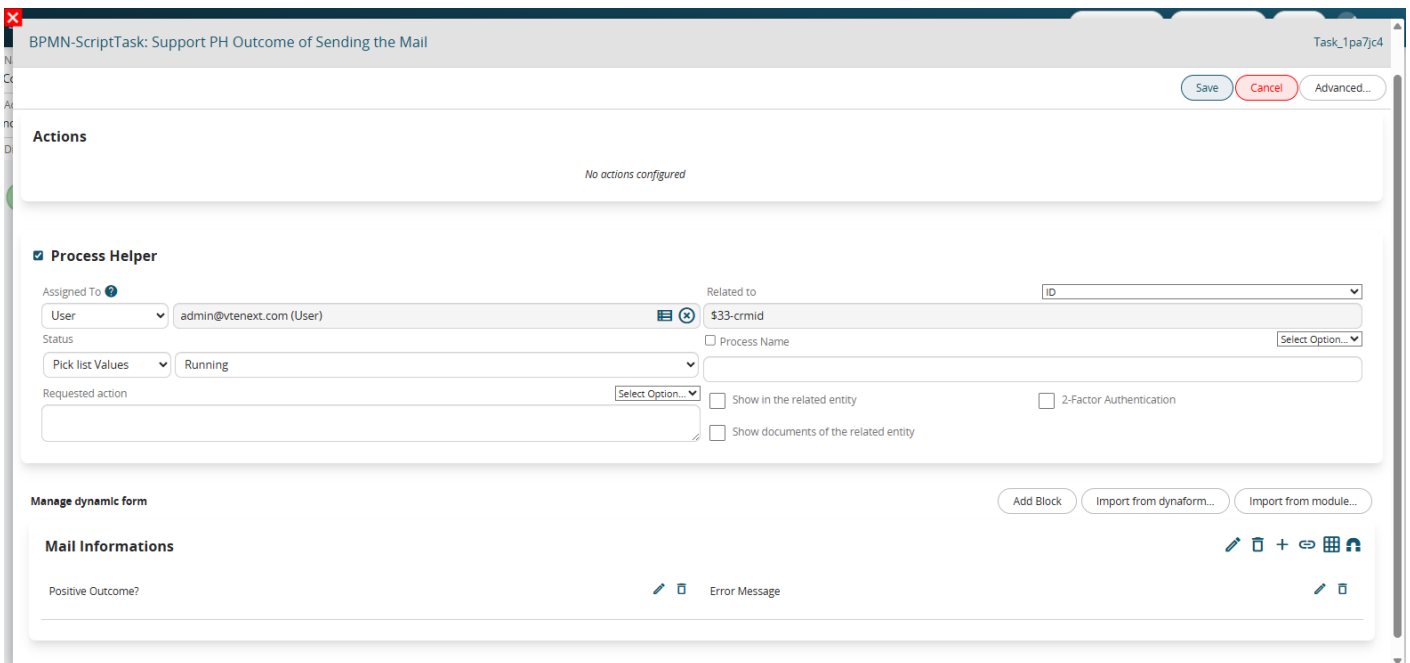 BPMN-ScriptTask: Support PH Outcome of Sending the Mail Task_1pa7jc4
Save Cancel Advanced...
Actions
No actions configured
Process Helper
Assigned To ? Related to ID
User admin@vtenext.com (User) $33-crmid
Status Process Name Select Option...
Pick list Values Running
Requested action Select Option... Show in the related entity 2-Factor Authentication
Show documents of the related entity
Manage dynamic form Add Block Import from dynaform... Import from module...
Mail Informations
Positive Outcome? Error Message